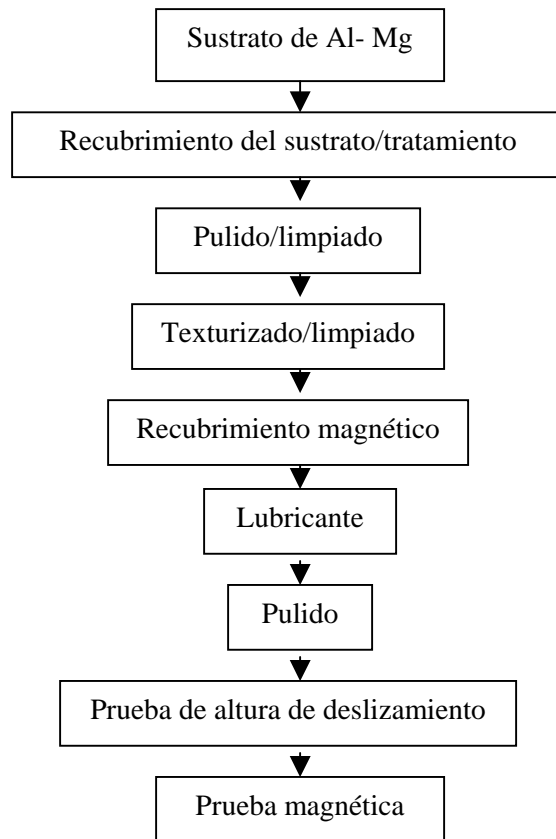 Sustrato de Al- Mg
Recubrimiento del sustrato/tratamiento
Pulido/limpiado
Texturizado/limpiado
Recubrimiento magnético
Lubricante
Pulido
Prueba de altura de deslizamiento
Prueba magnética